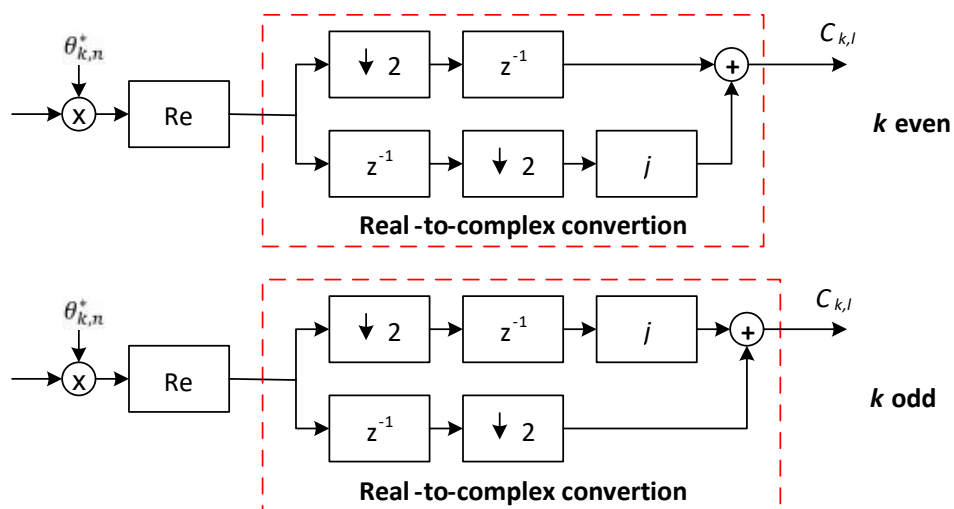 θ*k,n
x
Re
↓ 2
z-1
+
Ck,l
z-1
↓ 2
j
k even
Real -to-complex convertion
θ*k,n
x
Re
↓ 2
z-1
j
+
Ck,l
z-1
↓ 2
k odd
Real -to-complex convertion